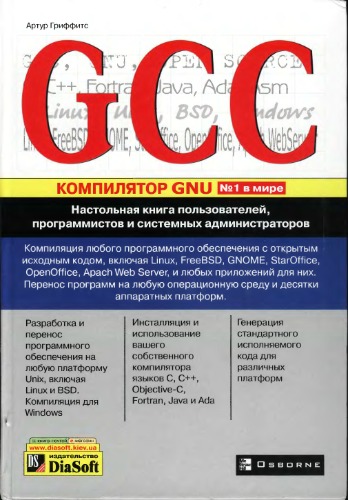 Артур Гриффитс
GCC
GNU, OPEN SOURCE
C++, Fortran, Java, Ada, Asm
Linux, Unix, BSD, Windows
FreeBSD, GNOME, StarOffice, OpenOffice, Apach WebServer
КОМПИЛЯТОР GNU №1 в мире
Настольная книга пользователей,
программистов и системных администраторов
Компиляция любого программного обеспечения с открытым
исходным кодом, включая Linux, FreeBSD, GNOME, StarOffice,
OpenOffice, Apach Web Server, и любых приложений для них.
Перенос программ на любую операционную среду и десятки
аппаратных платформ.
Разработка и
перенос
программного
обеспечения на
любую платформу
Unix, включая
Linux и BSD.
Компиляция для
Windows
Инсталляция и
использование
вашего
собственного
компилятора
языков C, C++,
Objective-C,
Fortran, Java и Ada
Генерация
стандартного
исполняемого
кода для
различных
платформ
www.diasoft.kiev.ua
издательство
DS DiaSoft
OSBORNE